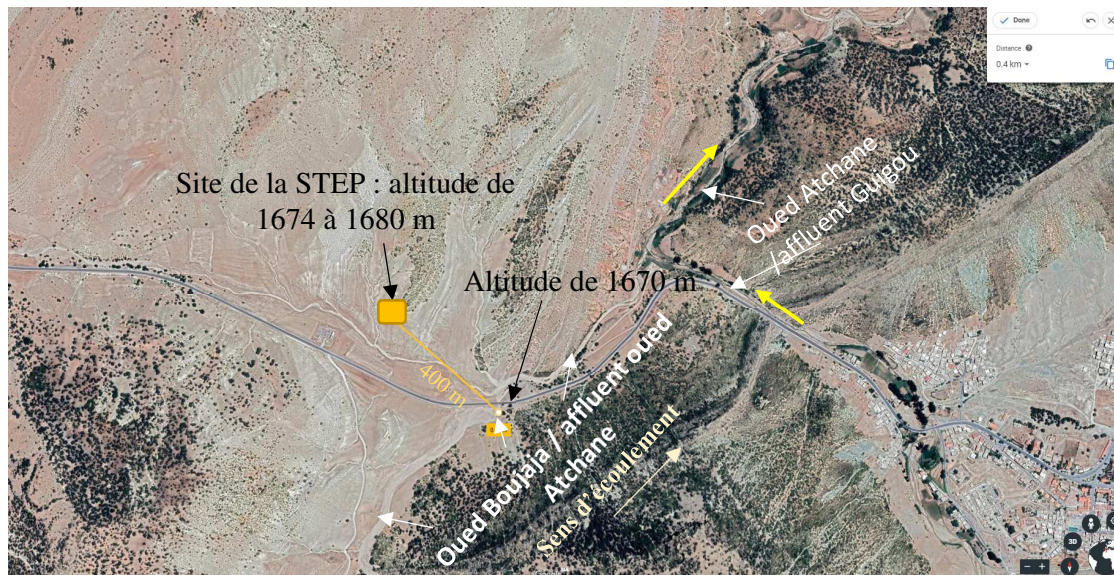 Done
Distance
0.4 km
Site de la STEP : altitude de
1674 à 1680 m
Oued Atchane
/affluent Guigou
Altitude de 1670 m
400 m
Oued Boujaja / affluent oued
Atchane
Sens d'écoulement
3D